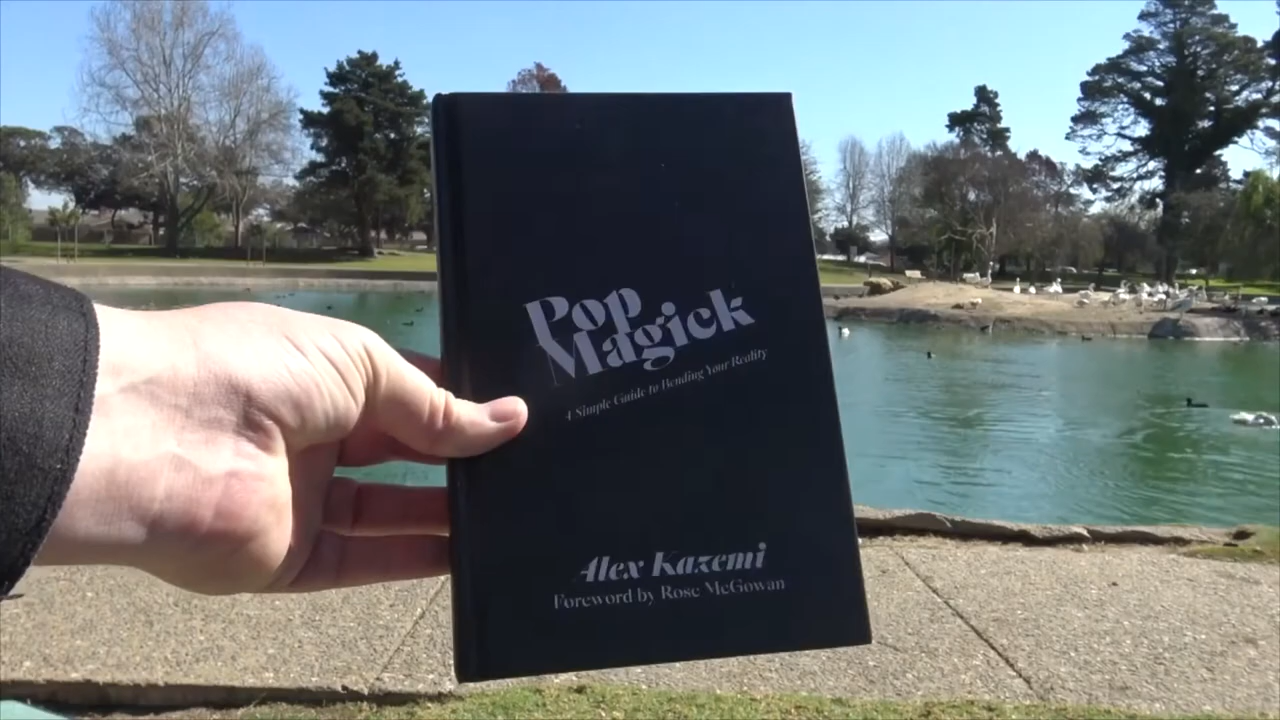 Pop
Magick
A Simple Guide to Bending Your Reality
Alex Kazemi
Foreword by Rose McGowan